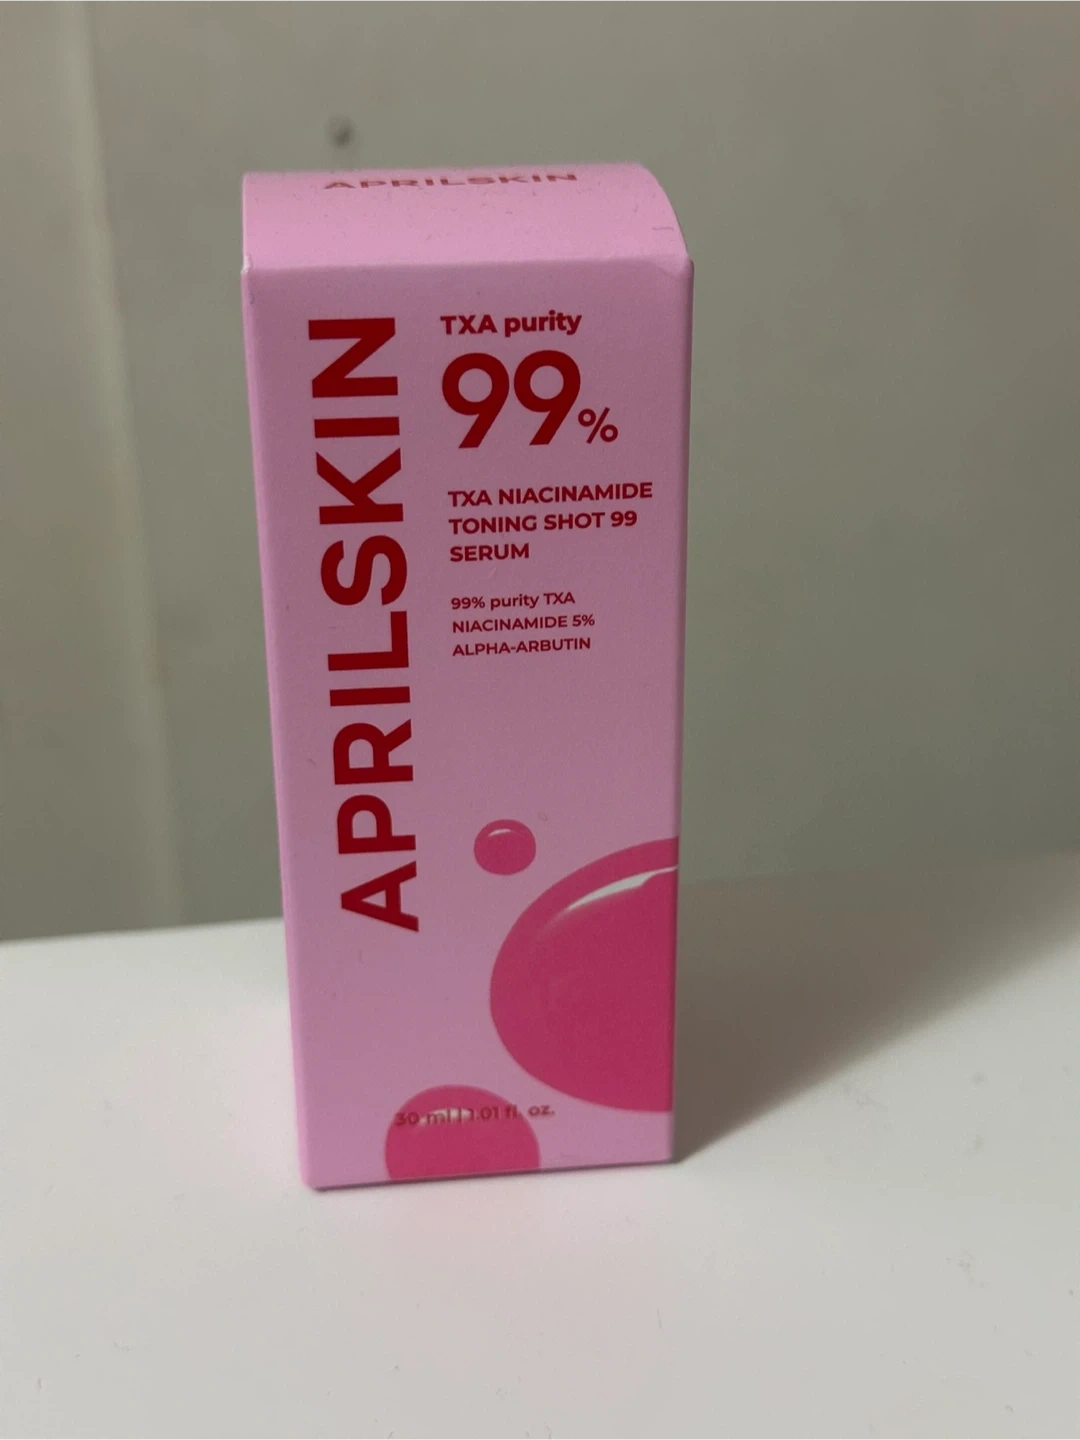 APRILSKIN
APRILSKIN
TXA purity
99%
TXA NIACINAMIDE
TONING SHOT 99
SERUM
99% purity TXA
NIACINAMIDE 5%
ALPHA-ARBUTIN
30 ml | 1.01 fl. oz.